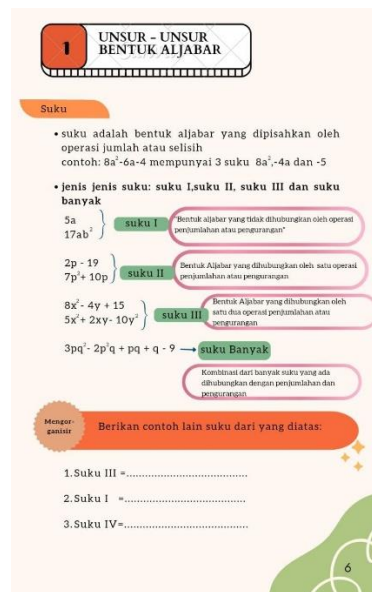 1
UNSUR - UNSUR
BENTUK ALJABAR
Suku
• suku adalah bentuk aljabar yang dipisahkan oleh
operasi jumlah atau selisih
contoh: 8a²-6a-4 mempunyai 3 suku 8a²,-4a dan -5
• jenis jenis suku: suku I,suku II, suku III dan suku
banyak
5a
17ab²
suku I
"Bentuk aljabar yang tidak dihubungkan oleh operasi
penjumlahan atau pengurangan"
2p - 19
7p²+ 10p
suku II
Bentuk Aljabar yang dihubungkan oleh satu operasi
penjumlahan atau pengurangan
8x²- 4y + 15
5x²+ 2xy- 10y²
suku III
Bentuk Aljabar yang dihubungkan oleh
satu dua operasi penjumlahan atau
pengurangan
3pq²- 2p²q + pq + q - 9 → suku Banyak
Kombinasi dari banyak suku yang ada
dihubungkan dengan penjumlahan dan
pengurangan
Mengor-
ganisir
Berikan contoh lain suku dari yang diatas:
1.Suku III =.......................................
2.Suku I =.......................................
3.Suku IV=........................................
6